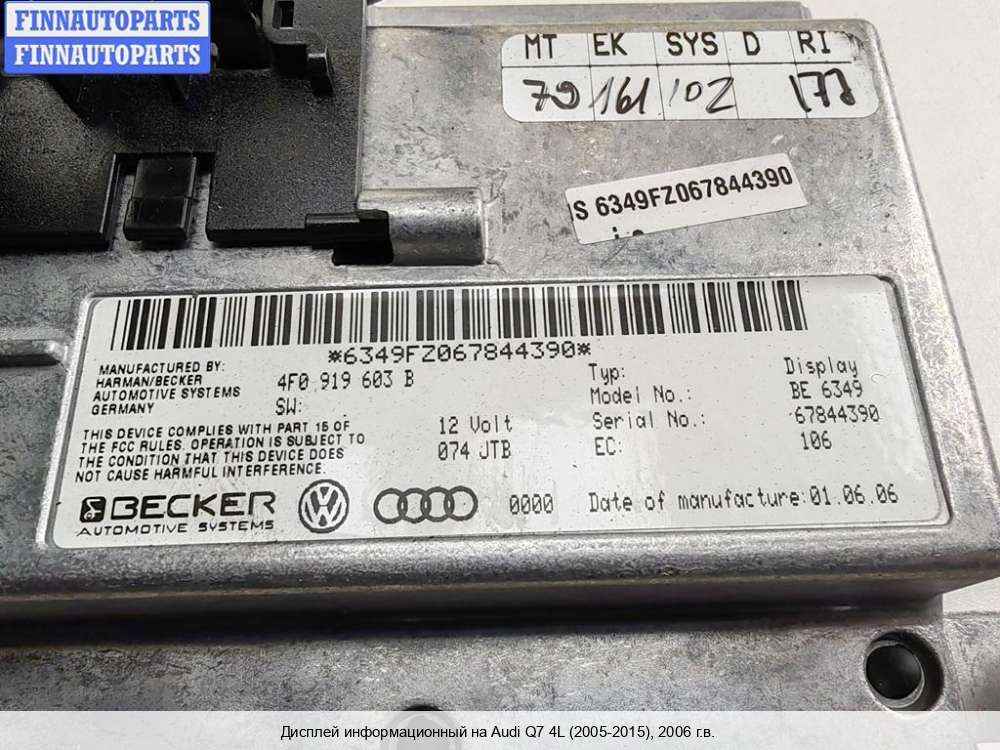 FINNAUTOPARTS
FINNAUTOPARTS
MT EK SYS D RI
79 161 102 178
S 6349FZ067844390
*6349FZ067844390*
MANUFACTURED BY:
HARMAN/BECKER
AUTOMOTIVE SYSTEMS
GERMANY
4F0 919 603 B
SW:
THIS DEVICE COMPLIES WITH PART 15 OF
THE FCC RULES. OPERATION IS SUBJECT TO
THE CONDITION THAT THIS DEVICE DOES
NOT CAUSE HARMFUL INTERFERENCE.
12 Volt
074 JTB
Typ: Display
Model No.: BE 6349
Serial No.: 67844390
EC: 106
BECKER
AUTOMOTIVE SYSTEMS
0000 Date of manufacture:01.06.06
Дисплей информационный на Audi Q7 4L (2005-2015), 2006 г.в.